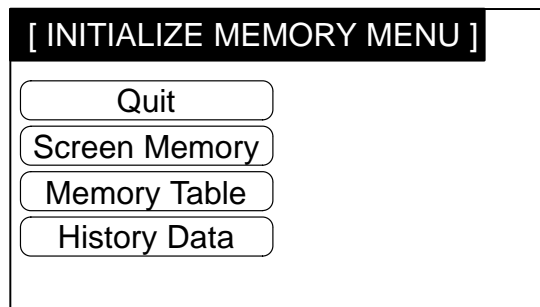 [ INITIALIZE MEMORY MENU ]
Quit
Screen Memory
Memory Table
History Data